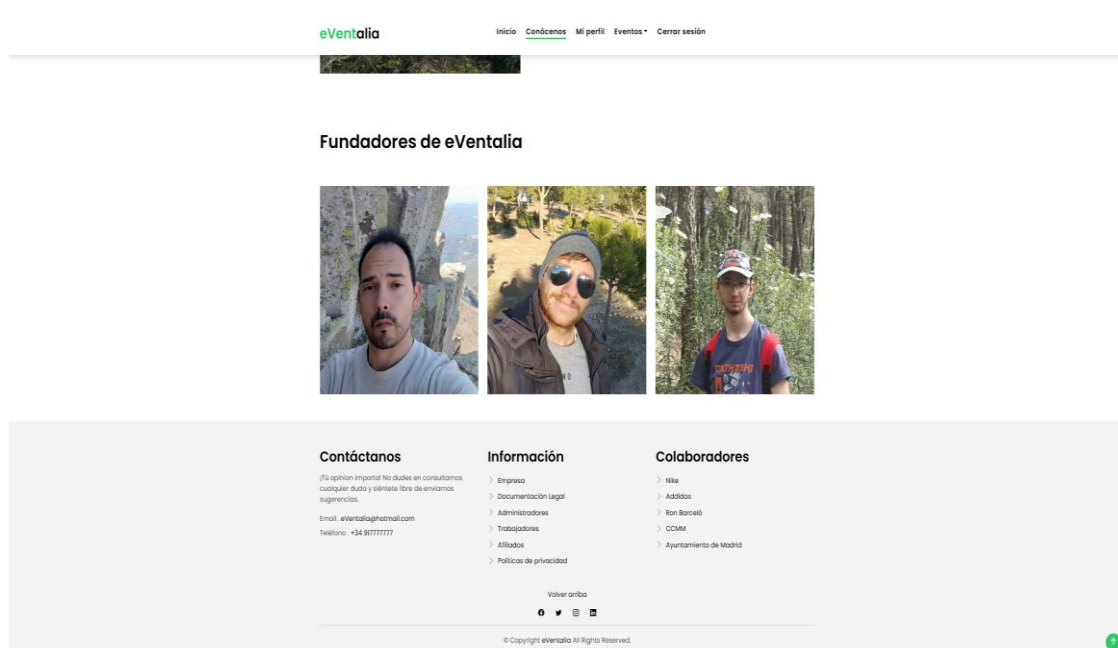 eVentalia
Inicio Conócenos Mi perfil Eventos Cerrar sesión
Fundadores de eVentalia
Contáctanos
¡Tú opinion importa! No dudes en consultarnos
cualquier duda y siéntete libre de enviarnos
sugerencias.
Email : eVentalia@hotmail.com
Teléfono : +34 917777777
Información
Empresa
Documentación Legal
Administradores
Trabajadores
Afiliados
Políticas de privacidad
Colaboradores
Nike
Addidas
Ron Barceló
CCMM
Ayuntamiento de Madrid
Volver arriba
© Copyright eVentalia All Rights Reserved.